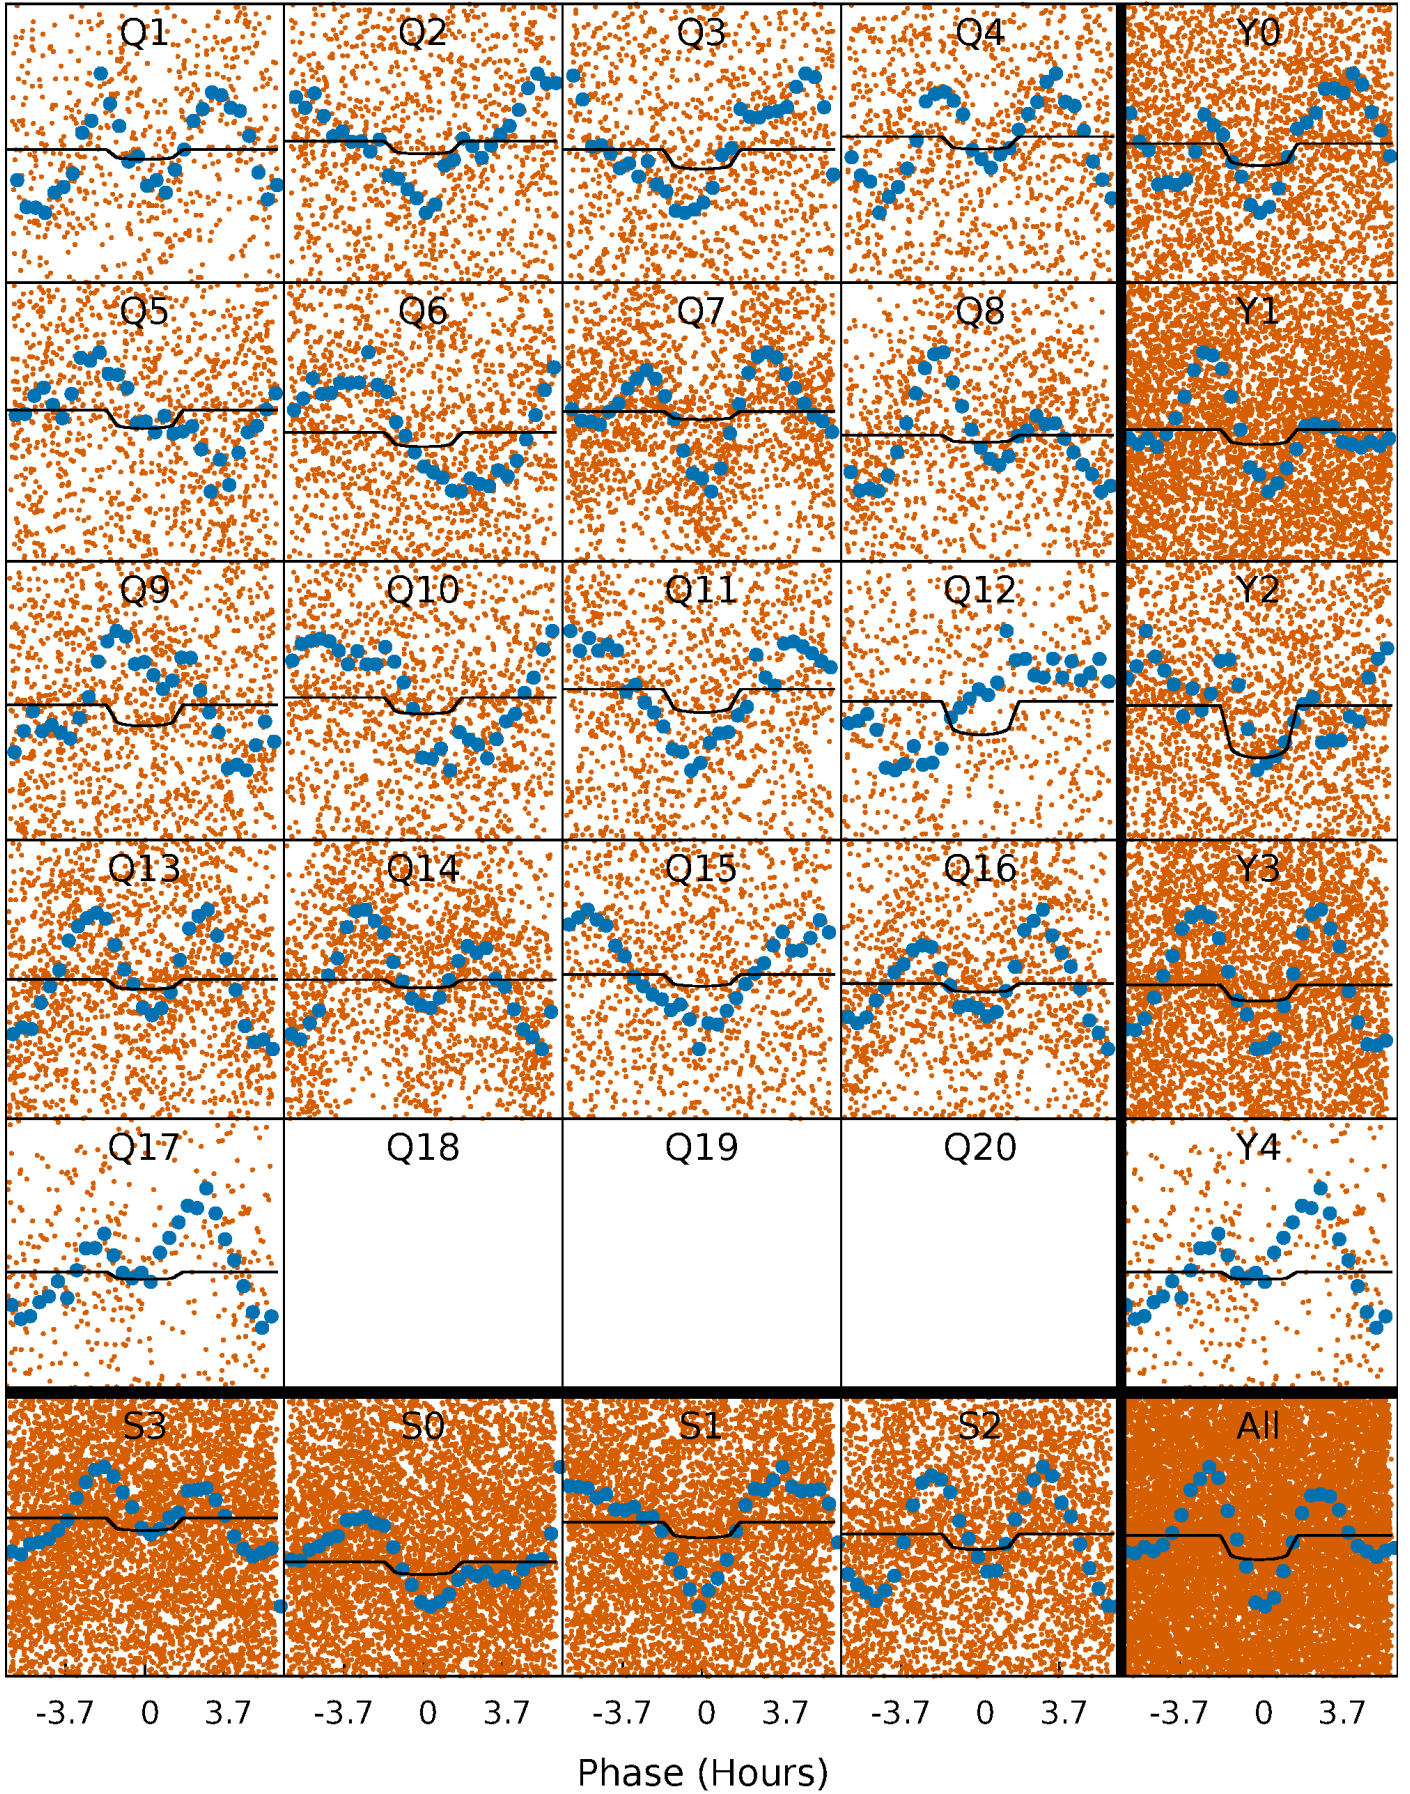 Q1 Q2 Q3 Q4 Y0
Q5 Q6 Q7 Q8 Y1
Q9 Q10 Q11 Q12 Y2
Q13 Q14 Q15 Q16 Y3
Q17 Q18 Q19 Q20 Y4
S3 S0 S1 S2 All
-3.7 0 3.7 -3.7 0 3.7 -3.7 0 3.7 -3.7 0 3.7 -3.7 0 3.7
Phase (Hours)